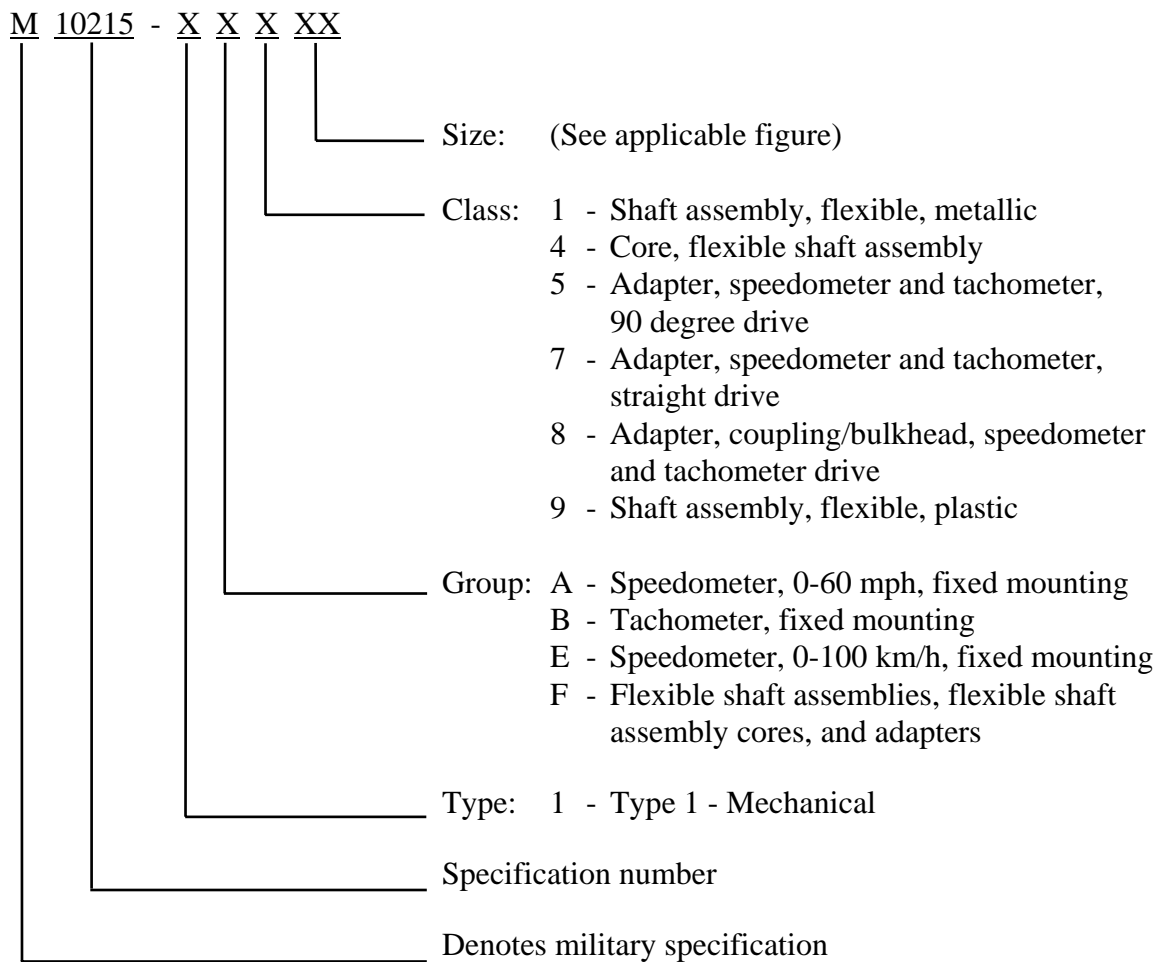 M 10215 - X X X XX
Size: (See applicable figure)
Class: 1 - Shaft assembly, flexible, metallic
4 - Core, flexible shaft assembly
5 - Adapter, speedometer and tachometer,
90 degree drive
7 - Adapter, speedometer and tachometer,
straight drive
8 - Adapter, coupling/bulkhead, speedometer
and tachometer drive
9 - Shaft assembly, flexible, plastic
Group: A - Speedometer, 0-60 mph, fixed mounting
B - Tachometer, fixed mounting
E - Speedometer, 0-100 km/h, fixed mounting
F - Flexible shaft assemblies, flexible shaft
assembly cores, and adapters
Type: 1 - Type 1 - Mechanical
Specification number
Denotes military specification